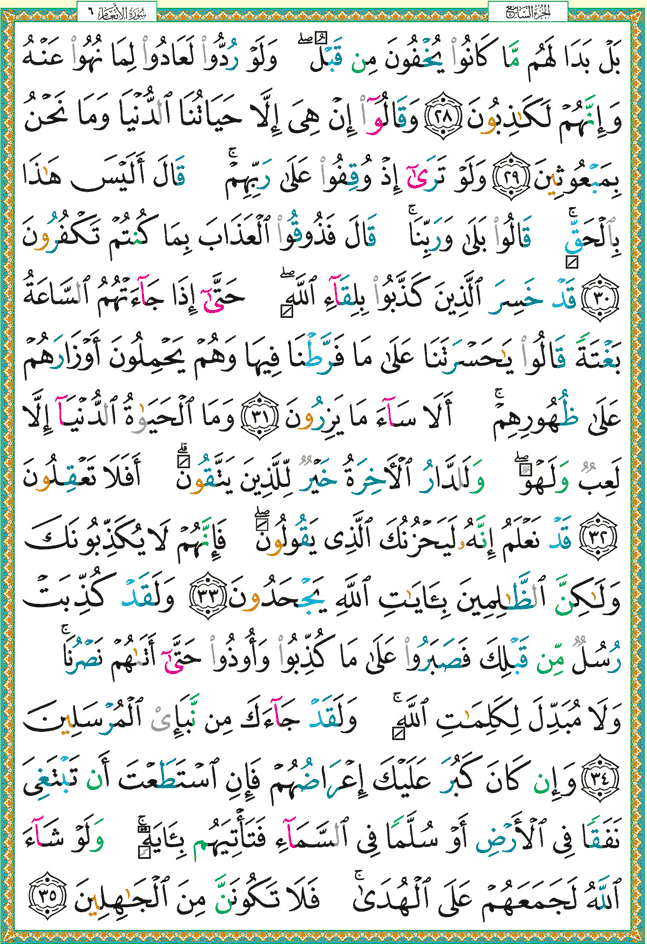 الجزء السابع
سورة الأنعام ٦
بَلْ بَدَا لَهُم مَّا كَانُوا۟ يُخْفُونَ مِن قَبْلُ ۖ وَلَوْ رُدُّوا۟ لَعَادُوا۟ لِمَا نُهُوا۟ عَنْهُ
وَإِنَّهُمْ لَكَـٰذِبُونَ ٢٨ وَقَالُوٓا۟ إِنْ هِىَ إِلَّا حَيَاتُنَا ٱلدُّنْيَا وَمَا نَحْنُ
بِمَبْعُوثِينَ ٢٩ وَلَوْ تَرَىٰٓ إِذْ وُقِفُوا۟ عَلَىٰ رَبِّهِمْ ۚ قَالَ أَلَيْسَ هَـٰذَا
بِٱلْحَقِّ ۚ قَالُوا۟ بَلَىٰ وَرَبِّنَا ۚ قَالَ فَذُوقُوا۟ ٱلْعَذَابَ بِمَا كُنتُمْ تَكْفُرُونَ
٣٠ قَدْ خَسِرَ ٱلَّذِينَ كَذَّبُوا۟ بِلِقَآءِ ٱللَّهِ ۖ حَتَّىٰٓ إِذَا جَآءَتْهُمُ ٱلسَّاعَةُ
بَغْتَةً قَالُوا۟ يَـٰحَسْرَتَنَا عَلَىٰ مَا فَرَّطْنَا فِيهَا وَهُمْ يَحْمِلُونَ أَوْزَارَهُمْ
عَلَىٰ ظُهُورِهِمْ ۚ أَلَا سَآءَ مَا يَزِرُونَ ٣١ وَمَا ٱلْحَيَوٰةُ ٱلدُّنْيَآ إِلَّا
لَعِبٌ وَلَهْوٌ ۖ وَلَلدَّارُ ٱلْـَٔاخِرَةُ خَيْرٌ لِّلَّذِينَ يَتَّقُونَ ۗ أَفَلَا تَعْقِلُونَ
٣٢ قَدْ نَعْلَمُ إِنَّهُۥ لَيَحْزُنُكَ ٱلَّذِى يَقُولُونَ ۖ فَإِنَّهُمْ لَا يُكَذِّبُونَكَ
وَلَـٰكِنَّ ٱلظَّـٰلِمِينَ بِـَٔايَـٰتِ ٱللَّهِ يَجْحَدُونَ ٣٣ وَلَقَدْ كُذِّبَتْ
رُسُلٌ مِّن قَبْلِكَ فَصَبَرُوا۟ عَلَىٰ مَا كُذِّبُوا۟ وَأُوذُوا۟ حَتَّىٰٓ أَتَىٰهُمْ نَصْرُنَا ۚ
وَلَا مُبَدِّلَ لِكَلِمَـٰتِ ٱللَّهِ ۚ وَلَقَدْ جَآءَكَ مِن نَّبَإِى۟ ٱلْمُرْسَلِينَ
٣٤ وَإِن كَانَ كَبُرَ عَلَيْكَ إِعْرَاضُهُمْ فَإِنِ ٱسْتَطَعْتَ أَن تَبْتَغِىَ
نَفَقًا فِى ٱلْأَرْضِ أَوْ سُلَّمًا فِى ٱلسَّمَآءِ فَتَأْتِيَهُم بِـَٔايَةٍ ۚ وَلَوْ شَآءَ
ٱللَّهُ لَجَمَعَهُمْ عَلَى ٱلْهُدَىٰ ۚ فَلَا تَكُونَنَّ مِنَ ٱلْجَـٰهِلِينَ ٣٥